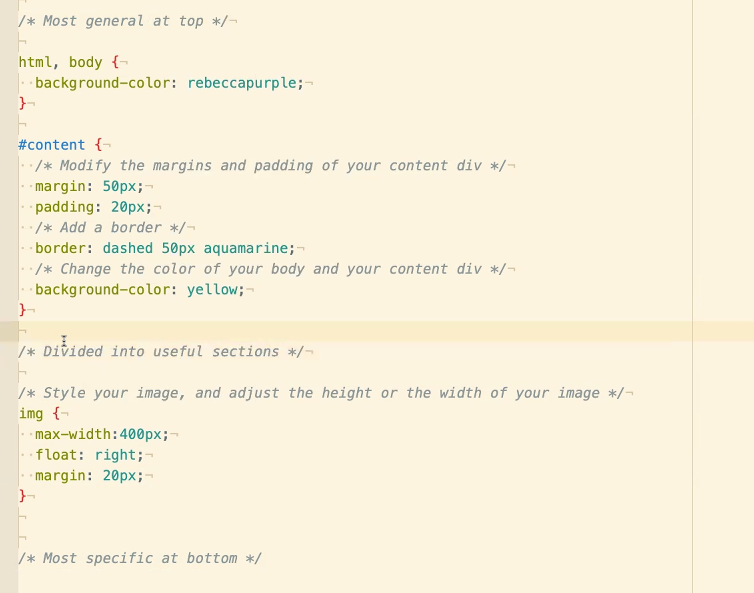 /* Most general at top */
html, body {
background-color: rebeccapurple;
}
#content {
/* Modify the margins and padding of your content div */
margin: 50px;
padding: 20px;
/* Add a border */
border: dashed 50px aquamarine;
/* Change the color of your body and your content div */
background-color: yellow;
}
/* Divided into useful sections */
/* Style your image, and adjust the height or the width of your image */
img {
max-width:400px;
float: right;
margin: 20px;
}
/* Most specific at bottom */